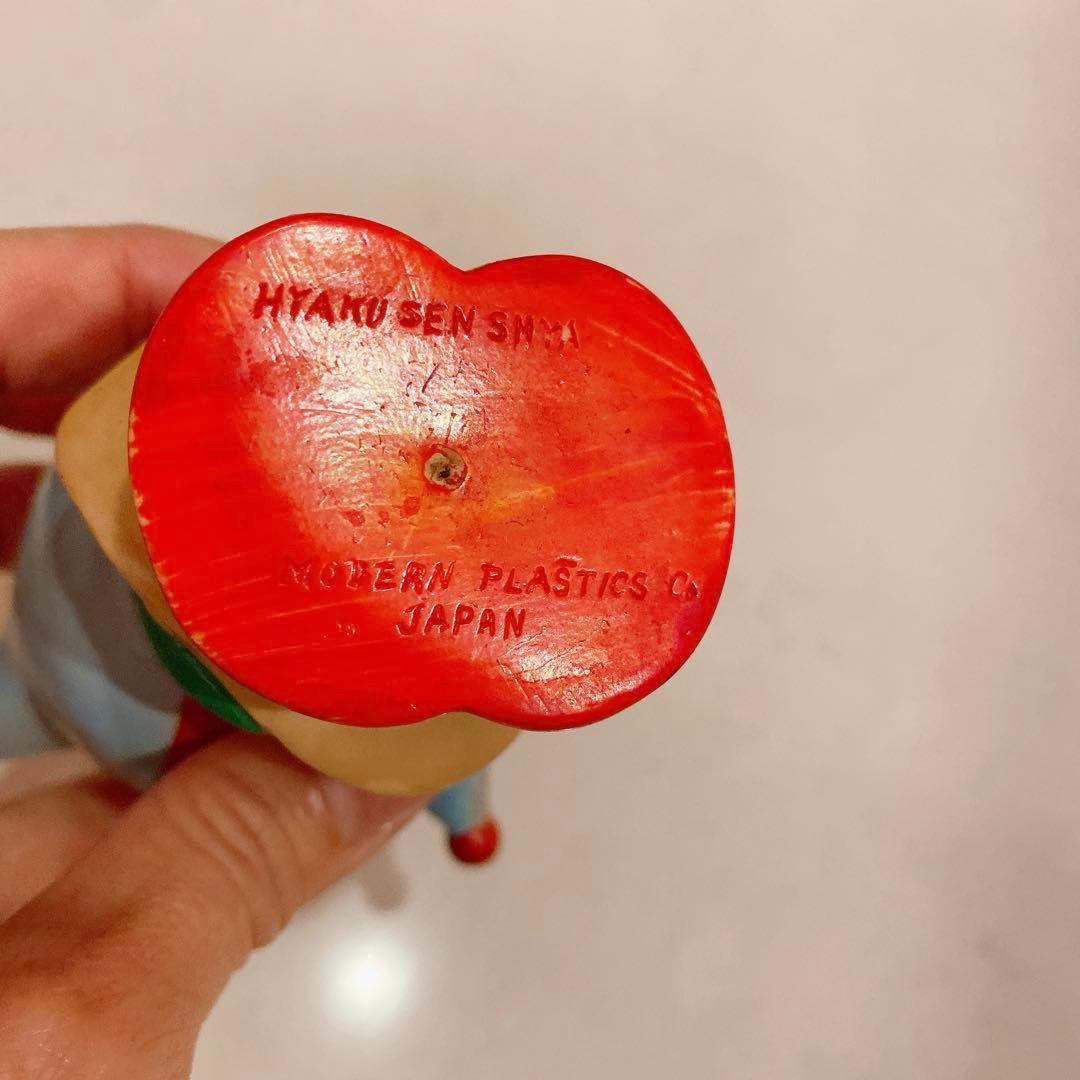 HYAKU SEN SHYA
MODERN PLASTICS Co
JAPAN